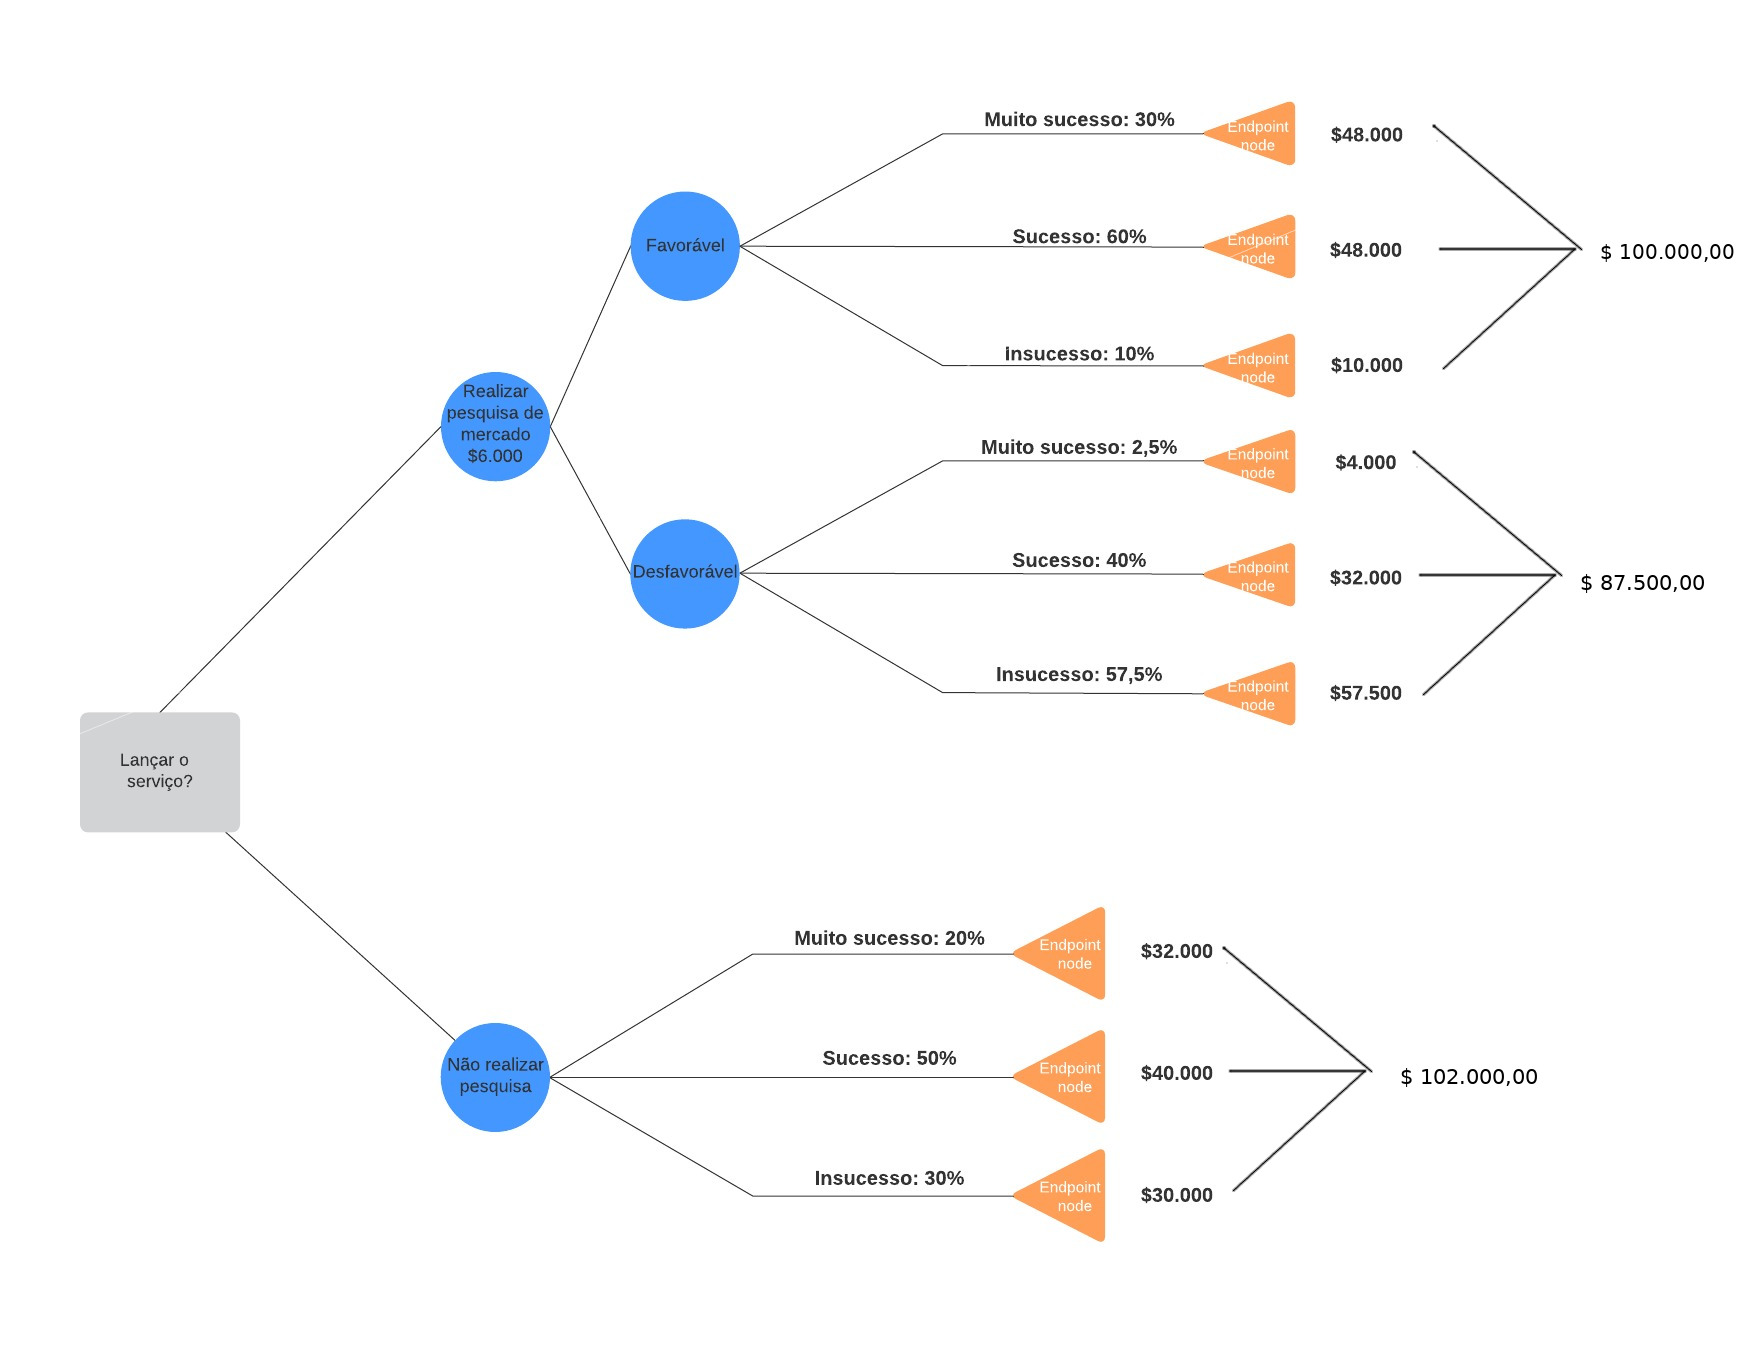 Muito sucesso: 30%
Endpoint
node
$48.000
Sucesso: 60%
Endpoint
node
$48.000
$ 100.000,00
Favorável
insucesso: 10%
Endpoint
node
$10.000
Realizar
pesquisa de
mercado
$6.000
Muito sucesso: 2,5%
Endpoint
node
$4.000
Sucesso: 40%
Endpoint
node
$32.000
$ 87.500,00
Desfavorável
Insucesso: 57,5%
Endpoint
node
$57.500
Lançar o
serviço?
Muito sucesso: 20%
Endpoint
node
$32.000
Não realizar
pesquisa
Sucesso: 50%
Endpoint
node
$40.000
$ 102.000,00
Insucesso: 30%
Endpoint
node
$30.000